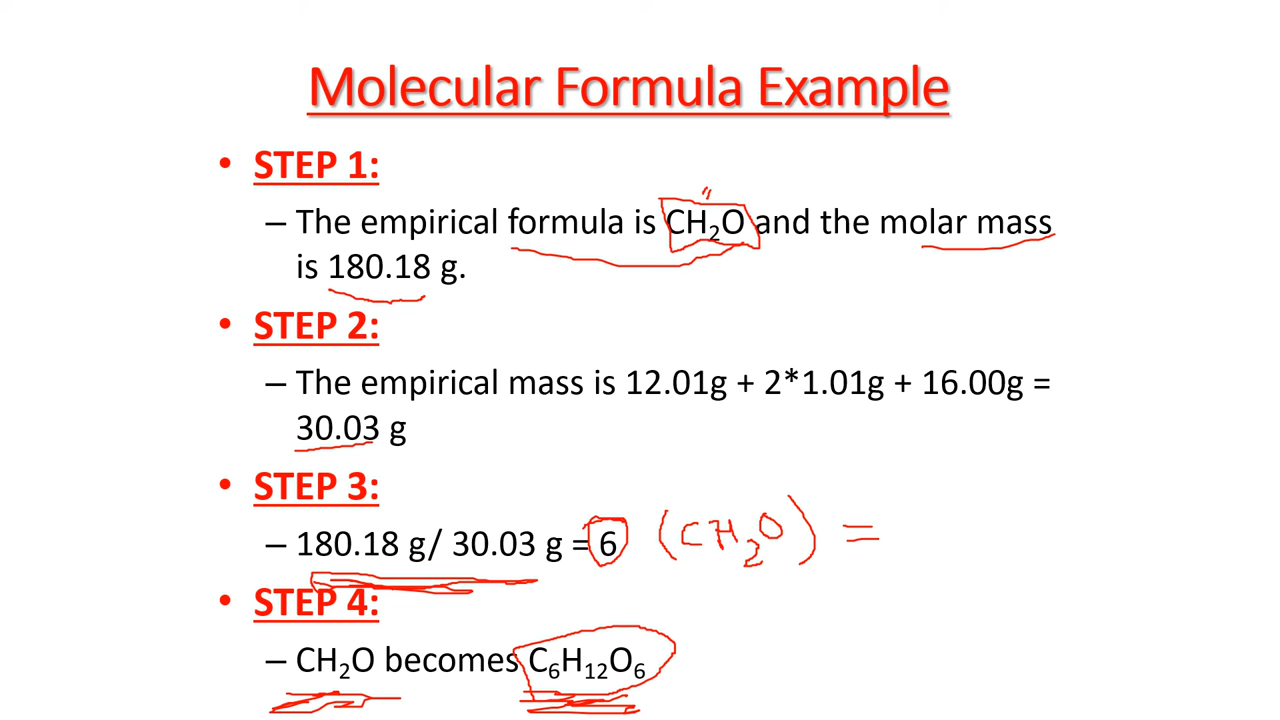 Molecular Formula Example
• STEP 1:
– The empirical formula is CH₂O and the molar mass
is 180.18 g.
• STEP 2:
– The empirical mass is 12.01g + 2*1.01g + 16.00g =
30.03 g
• STEP 3:
– 180.18 g/ 30.03 g = 6 (CH₂O) =
• STEP 4:
– CH₂O becomes C₆H₁₂O₆